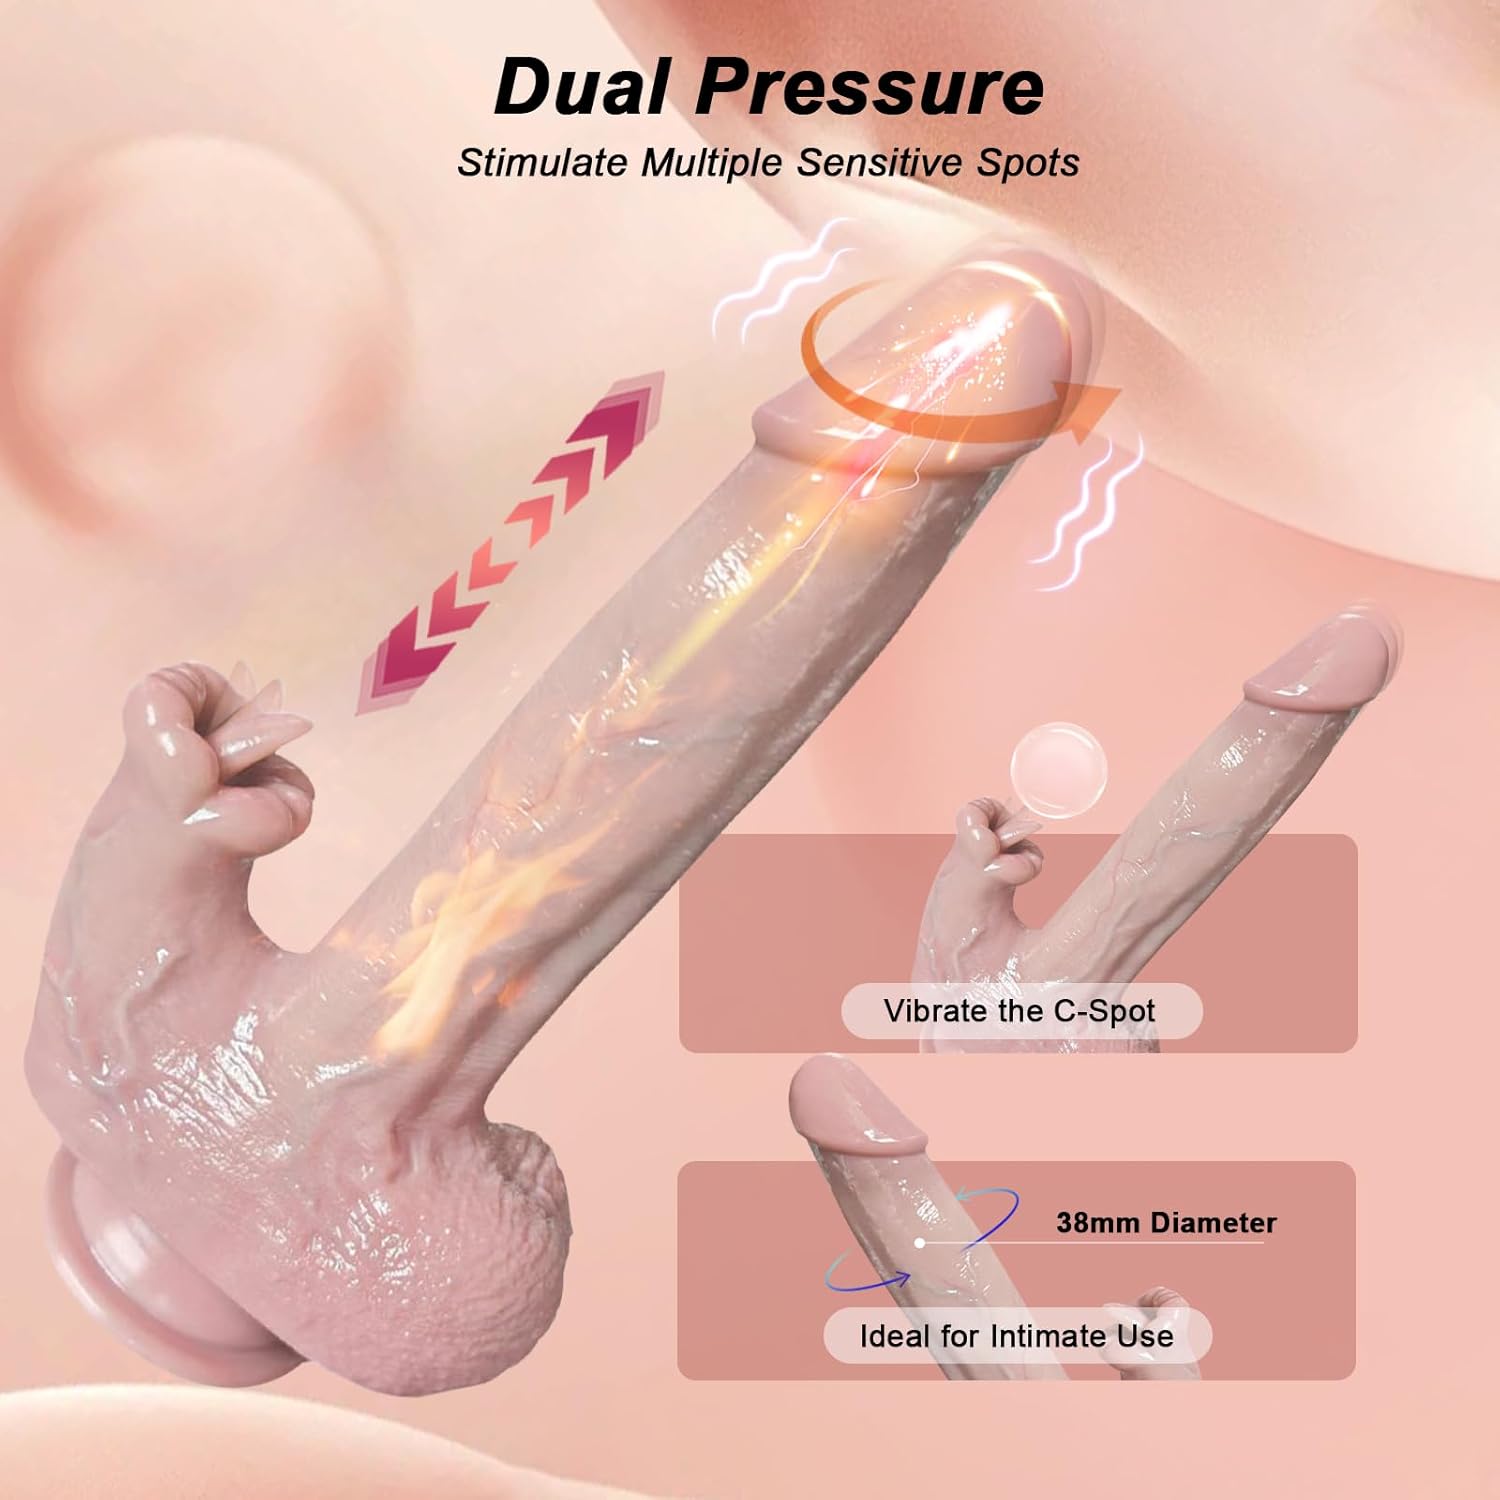 Dual Pressure
Stimulate Multiple Sensitive Spots
Vibrate the C-Spot
38mm Diameter
Ideal for Intimate Use